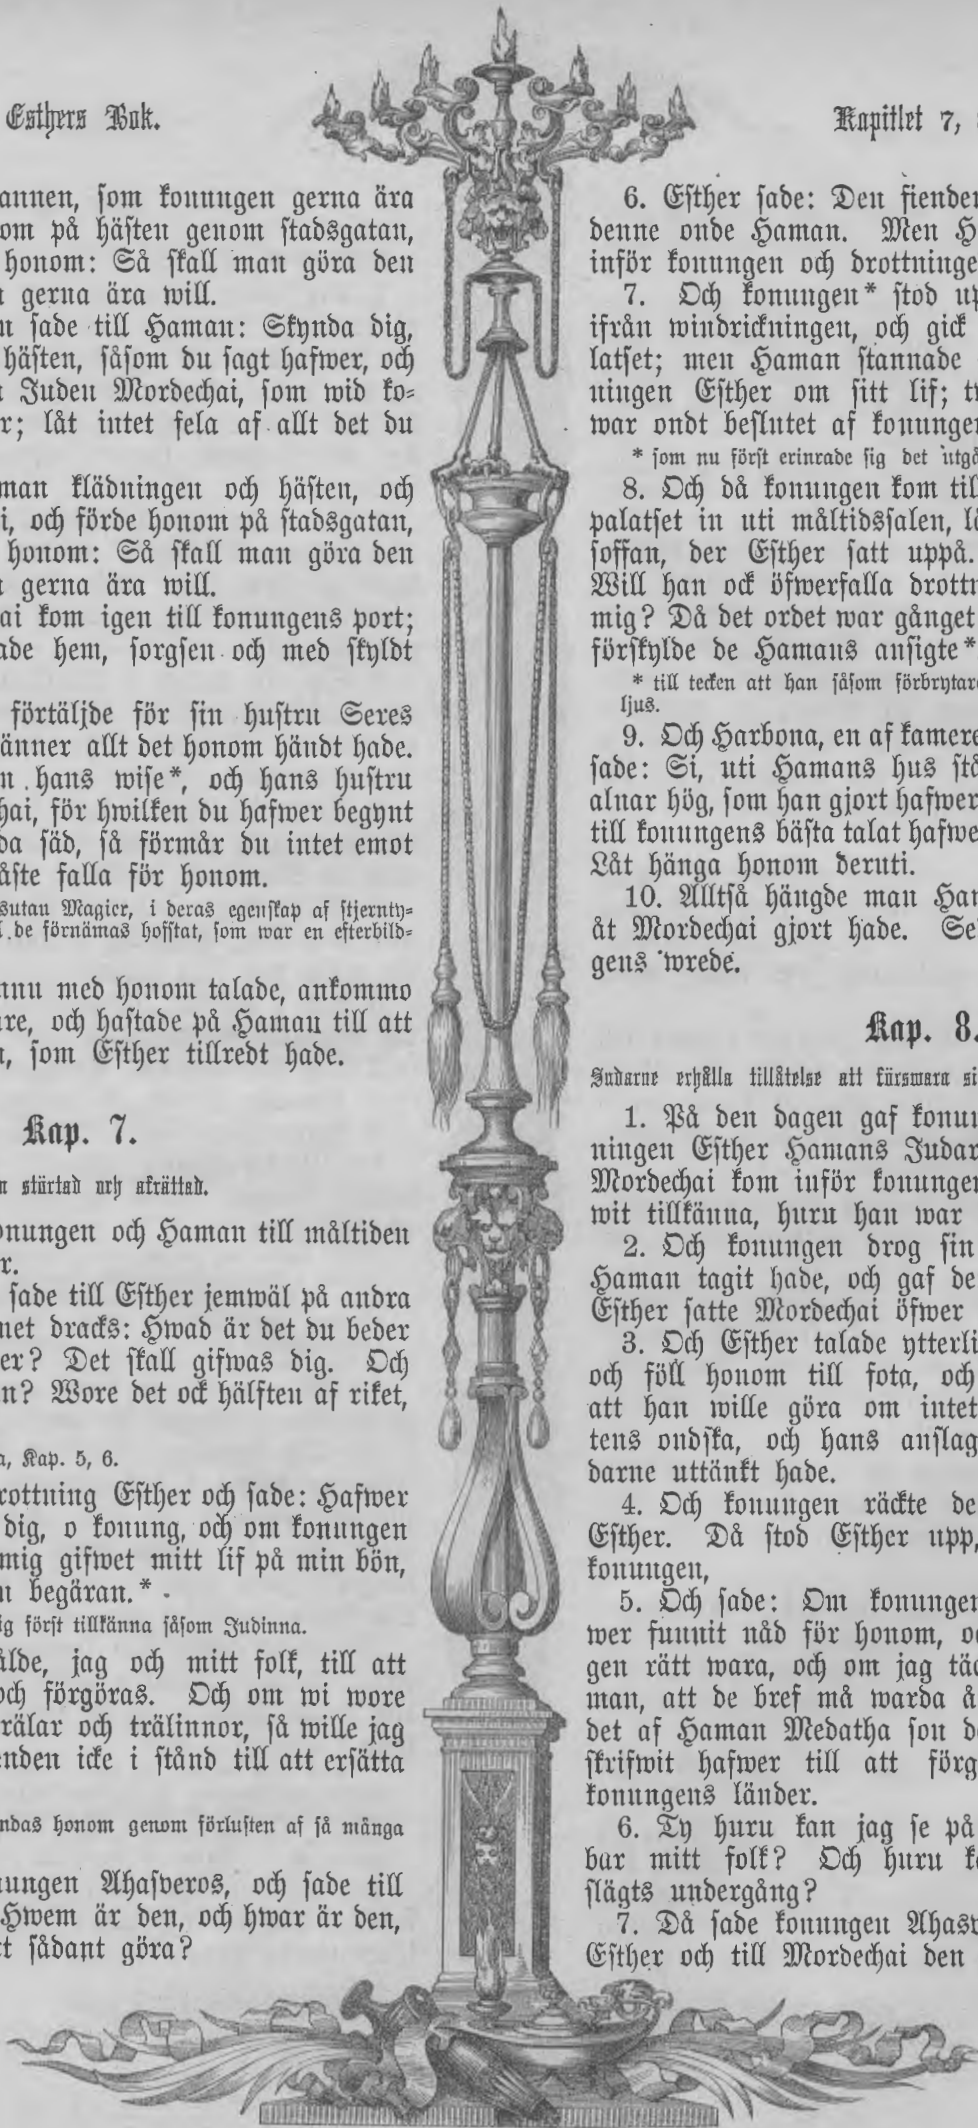 Esthers Bok.
annen, som konungen gerna ära
om på hästen genom stadsgatan,
honom: Så skall man göra den
gerna ära will.
sade till Haman: Skynda dig,
hästen, såsom du sagt hafwer, och
Juden Mordechai, som wid ko-
r; låt intet fela af allt det du
man klädningen och hästen, och
i, och förde honom på stadsgatan,
honom: Så skall man göra den
gerna ära will.
ai kom igen till konungens port;
ade hem, sorgsen och med skyldt
förtäljde för sin hustru Seres
änner allt det honom händt hade.
n hans wise*, och hans hustru
hai, för hwilken du hafwer begynt
da säd, så förmår du intet emot
åste falla för honom.
sutan Magier, i deras egenskap af stjernty-
de förnämas hofstat, som war en efterbild-
nnu med honom talade, ankommo
are, och hastade på Haman till att
, som Esther tillredt hade.
Kap. 7.
n störtad och afrättad.
onungen och Haman till måltiden
r.
sade till Esther jemwäl på andra
net dracks: Hwad är det du beder
er? Det skall gifwas dig. Och
n? Wore det ock hälften af riket,
a, Kap. 5, 6.
rottning Esther och sade: Hafwer
dig, o konung, och om konungen
mig gifwet mitt lif på min bön,
n begäran.*
ig först tillkänna såsom Judinna.
ålde, jag och mitt folk, till att
och förgöras. Och om wi wore
rälar och trälinnor, så wille jag
enden icke i stånd till att ersätta
ndas honom genom förlusten af så många
nungen Ahasveros, och sade till
Hwem är den, och hwar är den,
tt sådant göra?
Kapitlet 7,
6. Esther sade: Den fienden
denne onde Haman. Men H
inför konungen och drottninge
7. Och konungen* stod up
ifrån windrickningen, och gick
latset; men Haman stannade
ningen Esther om sitt lif; t
war ondt beslutet af konungen
* som nu först erinrade sig det utgå
8. Och då konungen kom til
palatset in uti måltidssalen, l
soffan, der Esther satt uppå.
Will han ock öfwerfalla drottn
mig? Då det ordet war gånget
förskylde de Hamans ansigte*
* till tecken att han såsom förbrytare
ljus.
9. Och Harbona, en af kamere
sade: Si, uti Hamans hus stå
alnar hög, som han gjort hafwer
till konungens bästa talat hafwe
Låt hänga honom deruti.
10. Alltså hängde man Ham
åt Mordechai gjort hade. Se
gens wrede.
Kap. 8.
Judarne erhålla tillåtelse att förswara si
1. På den dagen gaf konun
ningen Esther Hamans Judar
Mordechai kom inför konungen
wit tillkänna, huru han war
2. Och konungen drog sin
Haman tagit hade, och gaf de
Esther satte Mordechai öfwer
3. Och Esther talade ytterli
och föll honom till fota, och
att han wille göra om intet
tens ondska, och hans anslag
darne uttänkt hade.
4. Och konungen räckte de
Esther. Då stod Esther upp,
konungen,
5. Och sade: Om konungen
wer funnit nåd för honom, o
gen rätt wara, och om jag täc
man, att de bref må warda å
det af Haman Medatha son d
skrifwit hafwer till att förg
konungens länder.
6. Ty huru kan jag se på
bar mitt folk? Och huru k
slägts undergång?
7. Då sade konungen Ahasv
Esther och till Mordechai den